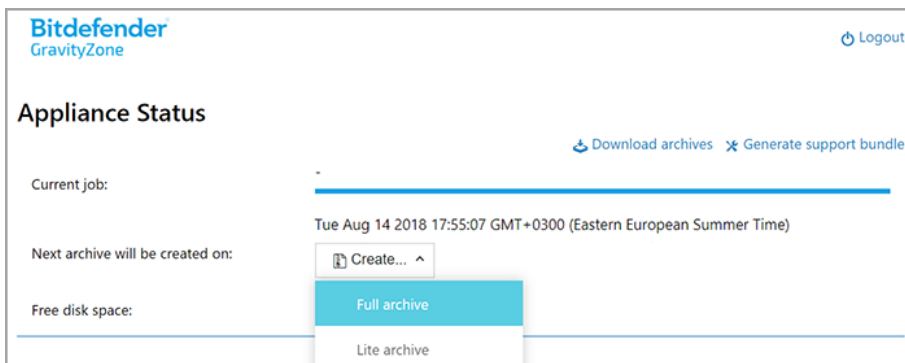 Bitdefender
GravityZone
Logout
Appliance Status
Download archives Generate support bundle
Current job: -
Tue Aug 14 2018 17:55:07 GMT+0300 (Eastern European Summer Time)
Next archive will be created on:
Create...
Free disk space:
Full archive
Lite archive